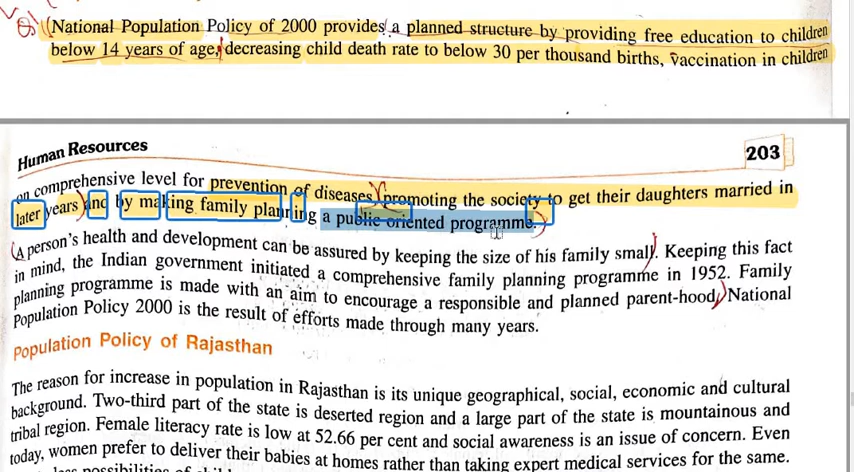 (National Population Policy of 2000 provides a planned structure by providing free education to children
below 14 years of age, decreasing child death rate to below 30 per thousand births, vaccination in children
Human Resources
203
on comprehensive level for prevention of diseases, promoting the society to get their daughters married in
later years) and by making family planning a public oriented programme.
A person's health and development can be assured by keeping the size of his family small. Keeping this fact
in mind, the Indian government initiated a comprehensive family planning programme in 1952. Family
planning programme is made with an aim to encourage a responsible and planned parent-hood. National
Population Policy 2000 is the result of efforts made through many years.
Population Policy of Rajasthan
The reason for increase in population in Rajasthan is its unique geographical, social, economic and cultural
background. Two-third part of the state is deserted region and a large part of the state is mountainous and
tribal region. Female literacy rate is low at 52.66 per cent and social awareness is an issue of concern. Even
today, women prefer to deliver their babies at homes rather than taking expert medical services for the same.